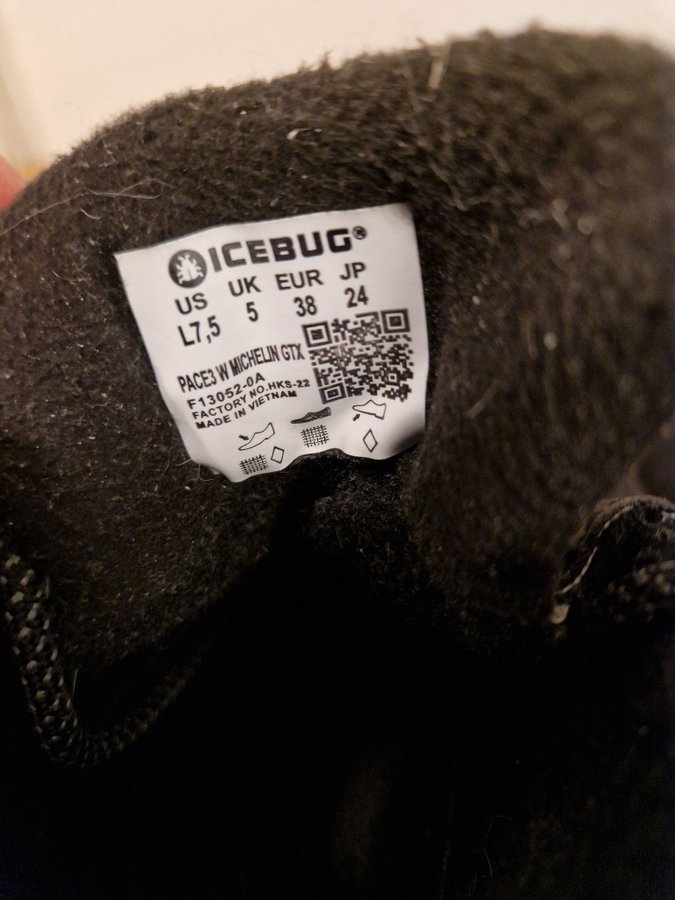 ICEBUG®
US UK EUR JP
L7,5 5 38 24
PACE3 W MICHELIN GTX
F13052-0A
FACTORY NO.HKS-22
MADE IN VIETNAM